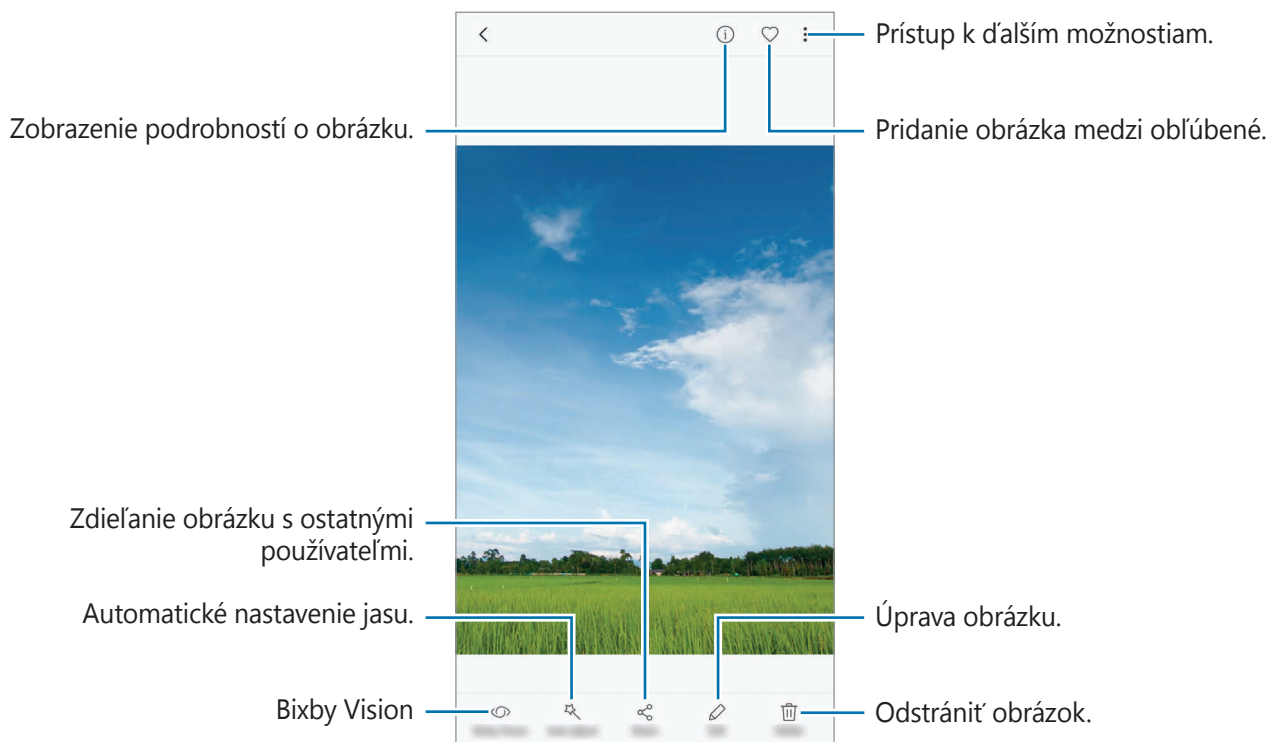 Prístup k ďalším možnostiam.
Zobrazenie podrobností o obrázku.
Pridanie obrázka medzi obľúbené.
Zdieľanie obrázku s ostatnými
používateľmi.
Automatické nastavenie jasu.
Úprava obrázku.
Bixby Vision
Odstrániť obrázok.